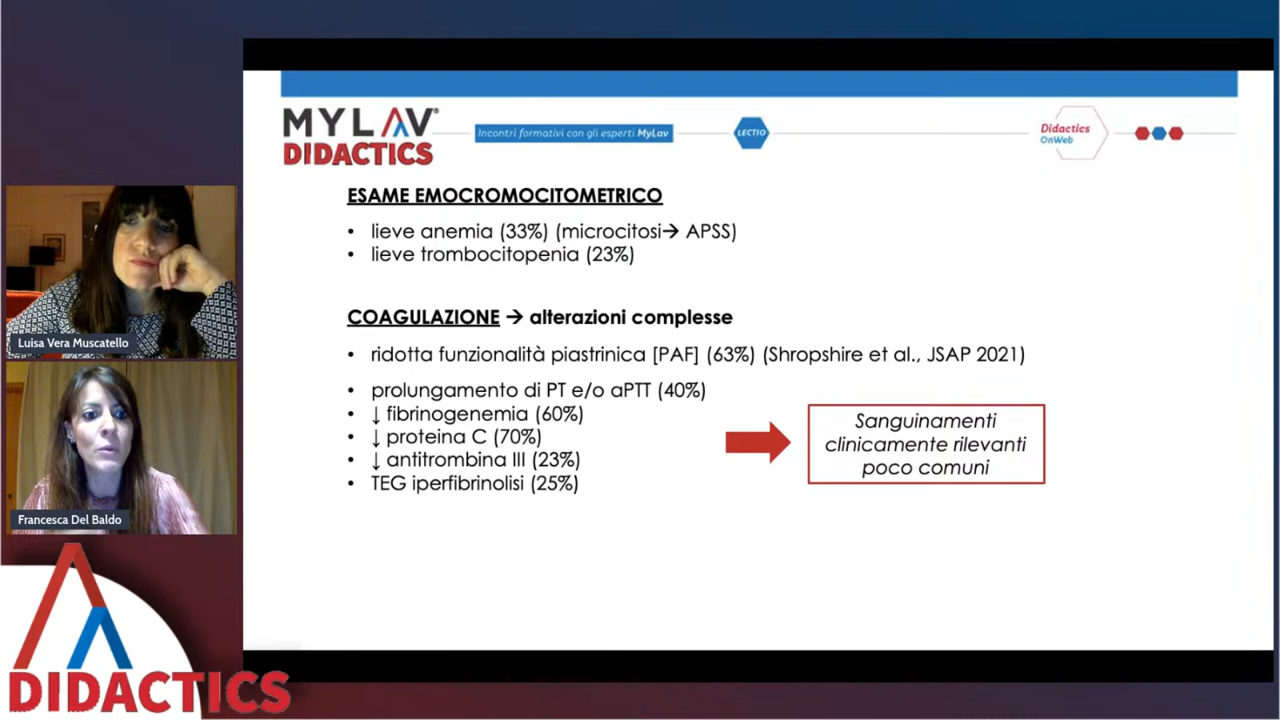 MYLAV®
DIDACTICS
Incontri formativi con gli esperti MyLav
LECTIO
Didactics
OnWeb
ESAME EMOCROMOCITOMETRICO
• lieve anemia (33%) (microcitosi→ APSS)
• lieve trombocitopenia (23%)
COAGULAZIONE → alterazioni complesse
• ridotta funzionalità piastrinica [PAF] (63%) (Shropshire et al., JSAP 2021)
• prolungamento di PT e/o aPTT (40%)
• ↓ fibrinogenemia (60%)
• ↓ proteina C (70%)
• ↓ antitrombina III (23%)
• TEG iperfibrinolisi (25%)
Sanguinamenti
clinicamente rilevanti
poco comuni
Luisa Vera Muscatello
Francesca Del Baldo
DIDACTICS